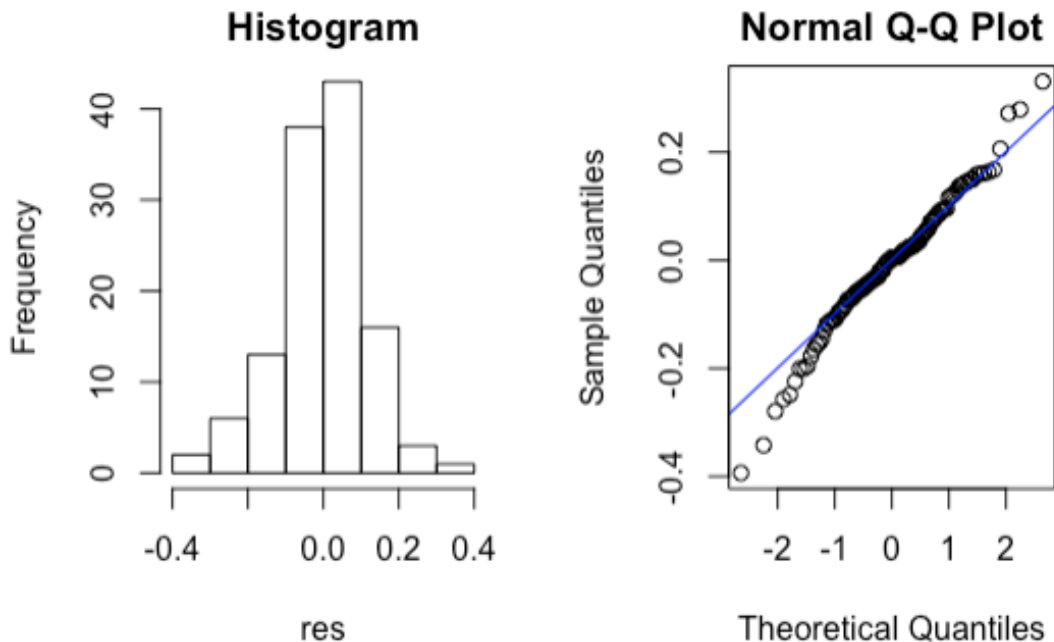 Histogram
Frequency
0 10 20 30 40
-0.4 0.0 0.2 0.4
res
Normal Q-Q Plot
Sample Quantiles
-0.4 -0.2 0.0 0.2
-2 -1 0 1 2
Theoretical Quantiles